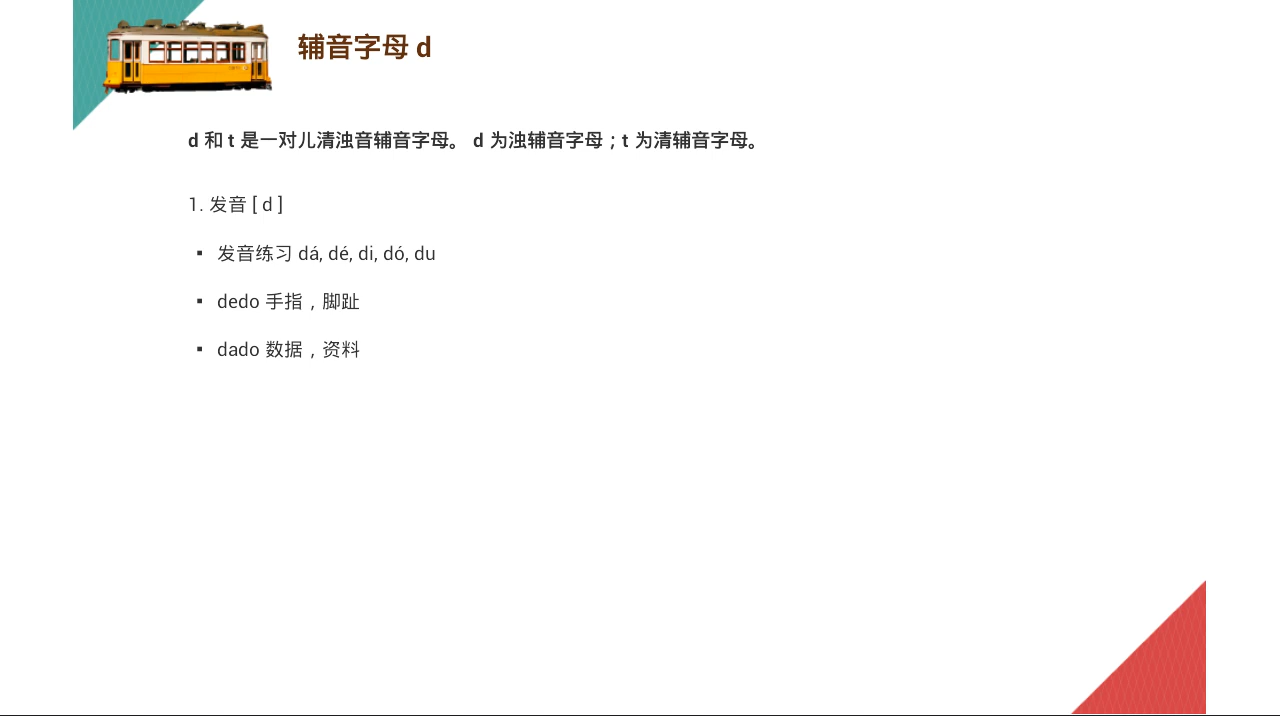 辅音字母 d
d 和 t 是一对儿清浊音辅音字母。 d 为浊辅音字母；t 为清辅音字母。
1. 发音 [ d ]
▪ 发音练习 dá, dé, di, dó, du
▪ dedo 手指，脚趾
▪ dado 数据，资料